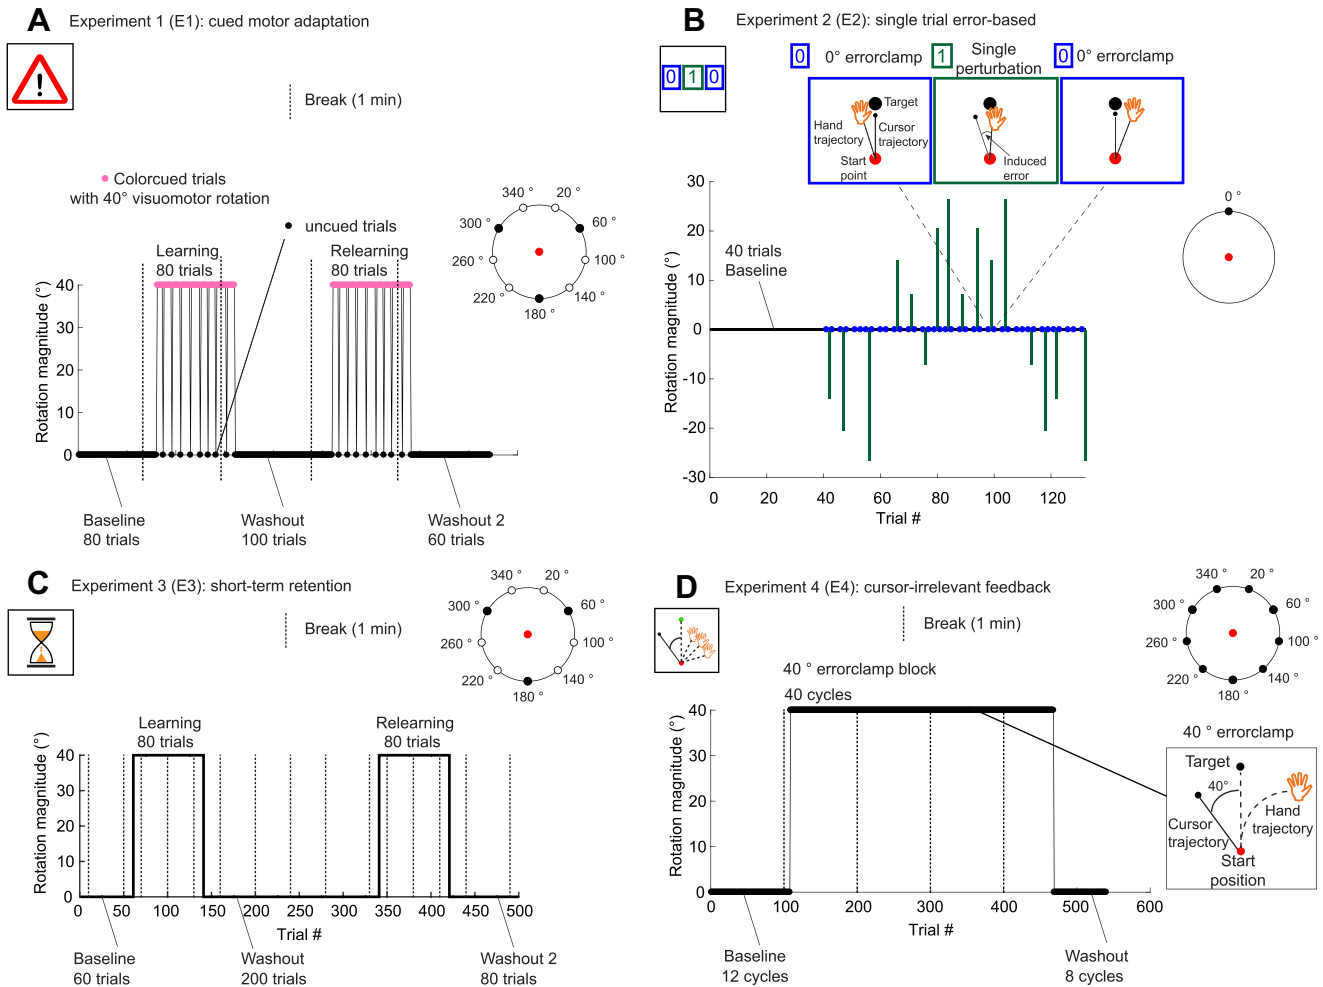 A
Experiment 1 (E1): cued motor adaptation
!
Break (1 min)
Colorcued trials
with 40° visuomotor rotation
uncued trials
Learning
80 trials
Relearning
80 trials
340 °
20 °
300 °
60 °
260 °
100 °
220 °
140 °
180 °
Rotation magnitude (°)
40
30
20
10
0
Baseline
80 trials
Washout
100 trials
Washout 2
60 trials
B
Experiment 2 (E2): single trial error-based
0 1 0
0 0° errorclamp
1 Single
perturbation
0 0° errorclamp
Target
Hand
trajectory
Cursor
trajectory
Start
point
Induced
error
40 trials
Baseline
0 °
Rotation magnitude (°)
30
20
10
0
-10
-20
-30
0 20 40 60 80 100 120
Trial #
C
Experiment 3 (E3): short-term retention
Break (1 min)
340 °
20 °
300 °
60 °
260 °
100 °
220 °
140 °
180 °
Learning
80 trials
Relearning
80 trials
Rotation magnitude (°)
40
30
20
10
0
0 50 100 150 200 250 300 350 400 450 500
Trial #
Baseline
60 trials
Washout
200 trials
Washout 2
80 trials
D
Experiment 4 (E4): cursor-irrelevant feedback
Break (1 min)
40 ° errorclamp block
40 cycles
340 °
20 °
300 °
60 °
260 °
100 °
220 °
140 °
180 °
Rotation magnitude (°)
40
30
20
10
0
0 100 200 300 400 500 600
Trial #
Baseline
12 cycles
Washout
8 cycles
40 ° errorclamp
Target
40°
Cursor
trajectory
Hand
trajectory
Start
position